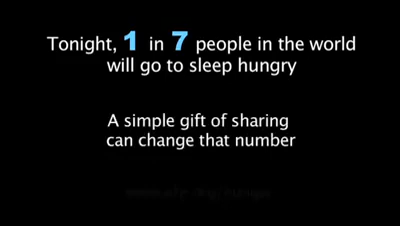 Tonight, 1 in 7 people in the world
will go to sleep hungry
A simple gift of sharing
can change that number